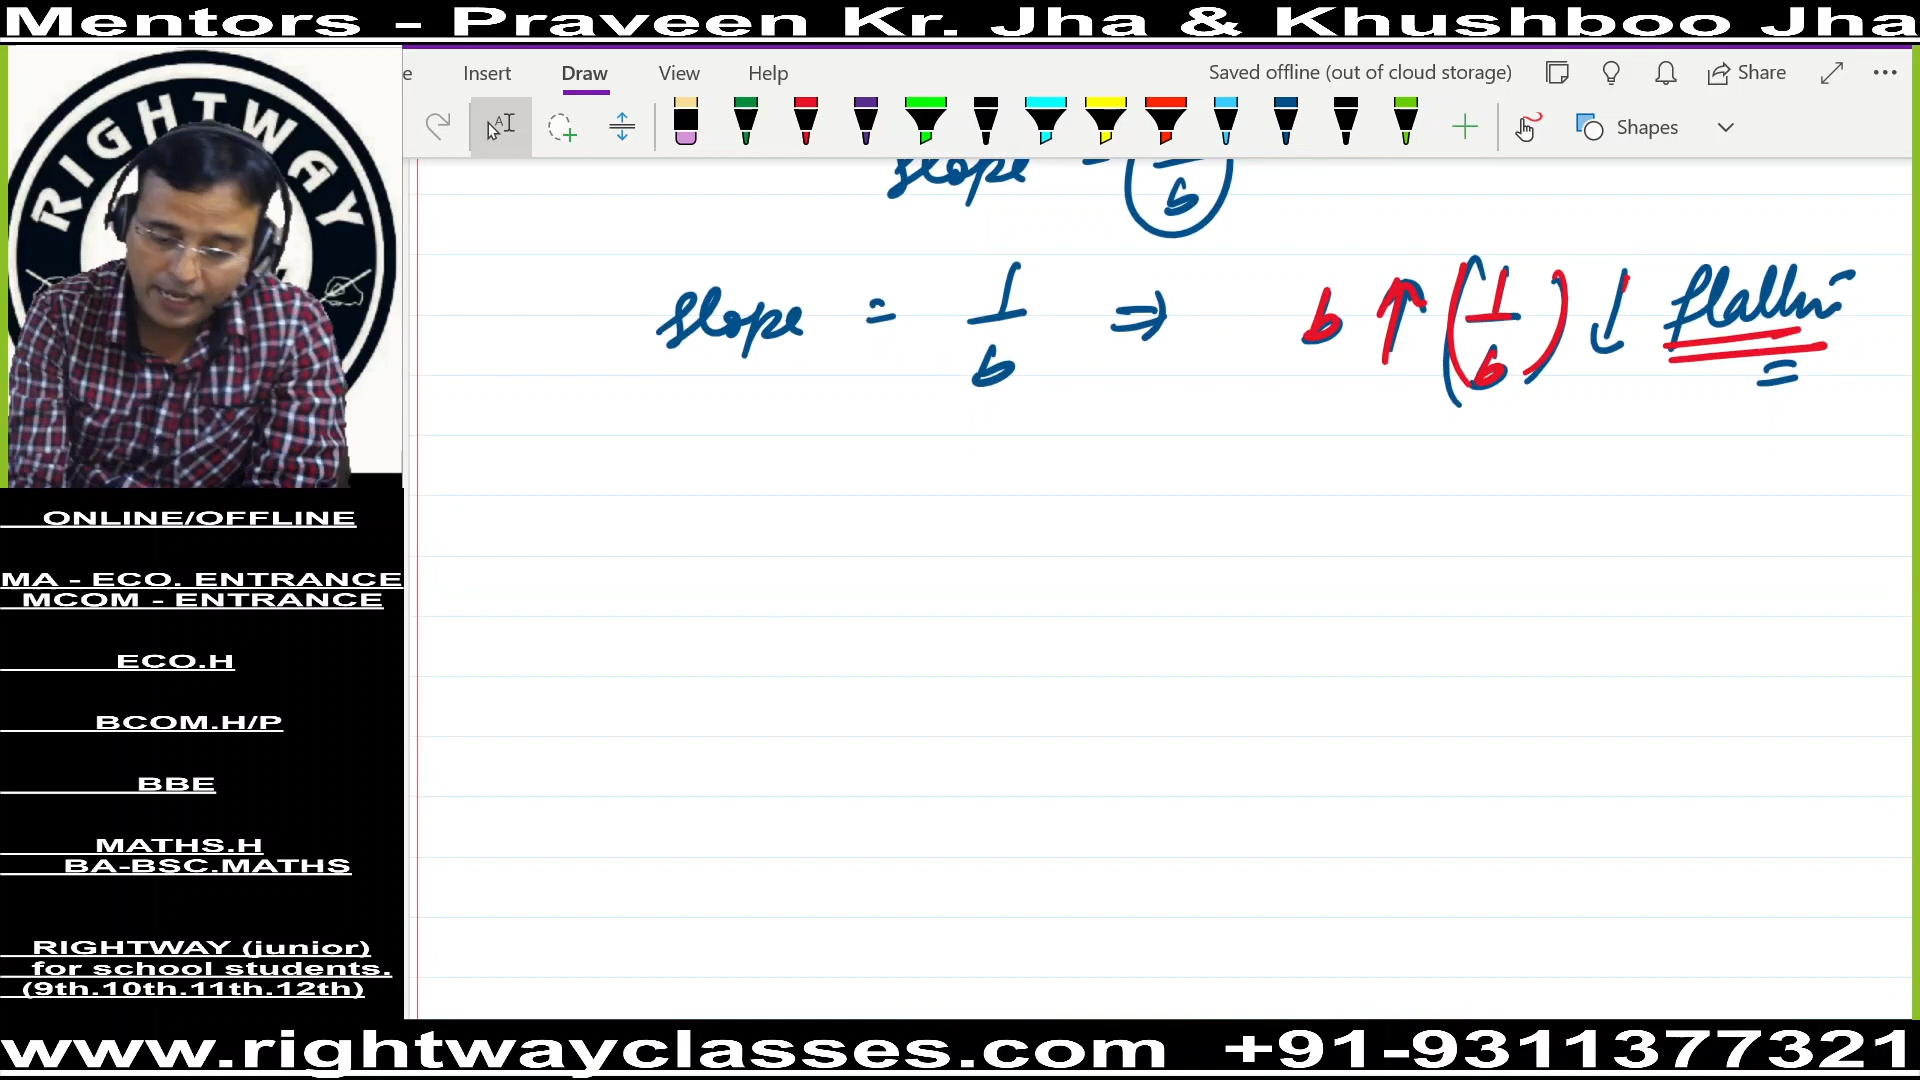 Mentors - Praveen Kr. Jha & Khushboo Jha
RIGHTWAY
Insert Draw View Help
Saved offline (out of cloud storage)
Share
Shapes
slope = 1/b
slope = 1/b ⇒ b ↑ (1/b) ↓
ONLINE/OFFLINE
MA - ECO. ENTRANCE
MCOM - ENTRANCE
ECO.H
BCOM.H/P
BBE
MATHS.H
BA-BSC.MATHS
RIGHTWAY (junior)
for school students.
(9th.10th.11th.12th)
www.rightwayclasses.com +91-9311377321